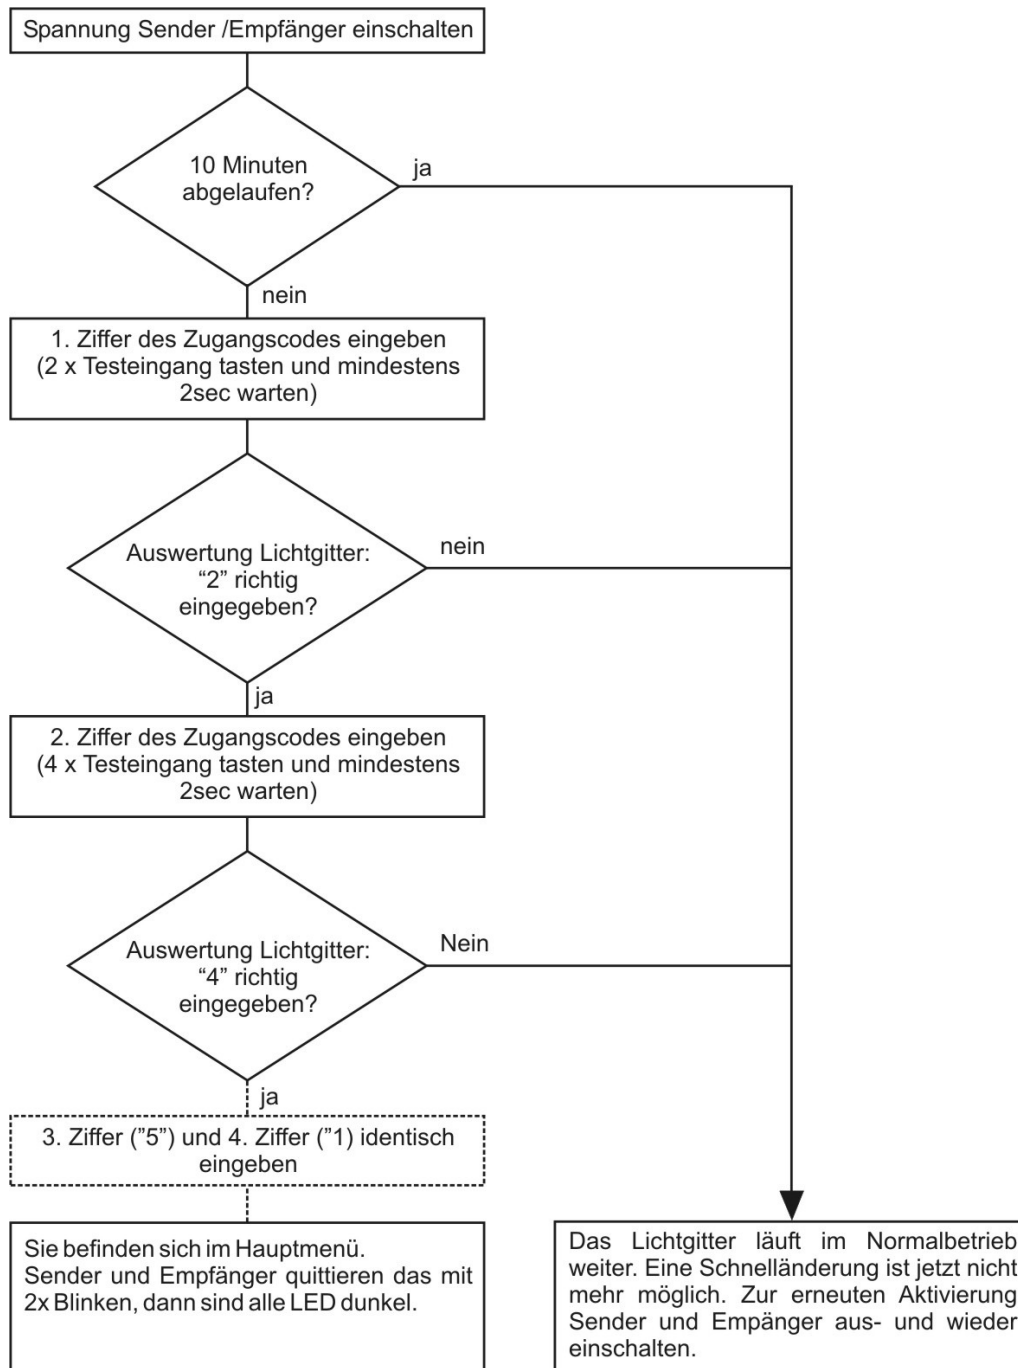 Spannung Sender /Empfänger einschalten
10 Minuten
abgelaufen?
ja
nein
1. Ziffer des Zugangscodes eingeben
(2 x Testeingang tasten und mindestens
2sec warten)
Auswertung Lichtgitter:
“2” richtig
eingegeben?
nein
ja
2. Ziffer des Zugangscodes eingeben
(4 x Testeingang tasten und mindestens
2sec warten)
Auswertung Lichtgitter:
“4” richtig
eingegeben?
Nein
ja
3. Ziffer (”5”) und 4. Ziffer (”1) identisch
eingeben
Sie befinden sich im Hauptmenü.
Sender und Empfänger quittieren das mit
2x Blinken, dann sind alle LED dunkel.
Das Lichtgitter läuft im Normalbetrieb
weiter. Eine Schnelländerung ist jetzt nicht
mehr möglich. Zur erneuten Aktivierung
Sender und Empänger aus- und wieder
einschalten.